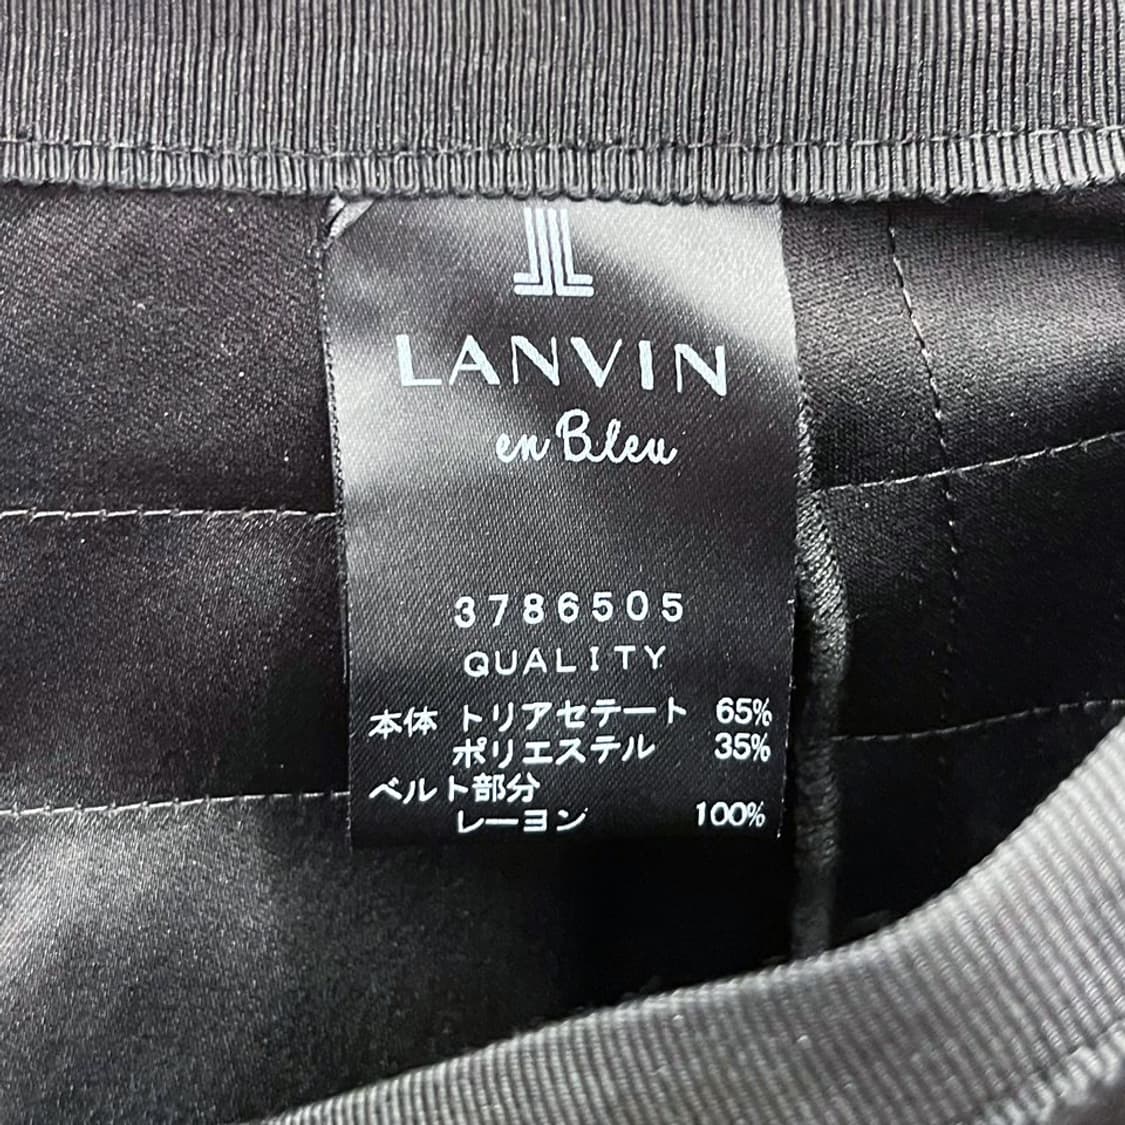 LANVIN
en Bleu
3786505
QUALITY
本体 トリアセテート 65%
ポリエステル 35%
ベルト部分
レーヨン 100%